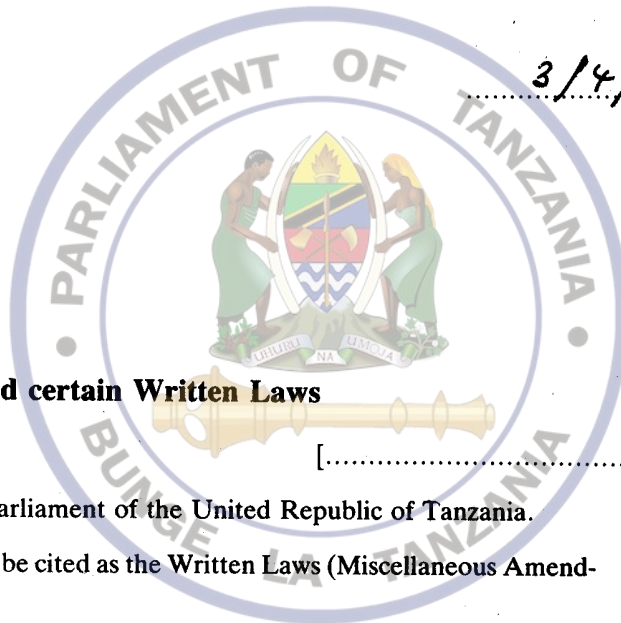 3/4/
PARLIAMENT OF TANZANIA
UHURU NA UMOJA
d certain Written Laws
[
arliament of the United Republic of Tanzania.
be cited as the Written Laws (Miscellaneous Amend-
BUNGE LA TANZANIA